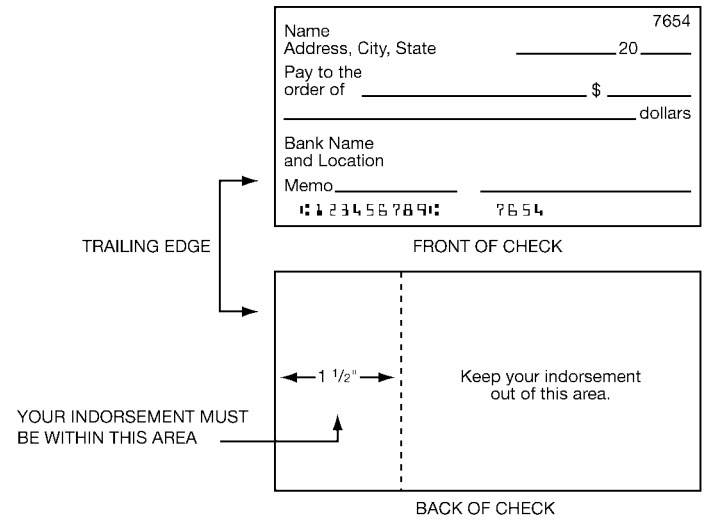 7654
Name
Address, City, State 20
Pay to the
order of $
dollars
Bank Name
and Location
Memo
⑆123456789⑆ 7654
TRAILING EDGE
FRONT OF CHECK
1 1/2"
Keep your indorsement
out of this area.
YOUR INDORSEMENT MUST
BE WITHIN THIS AREA
BACK OF CHECK